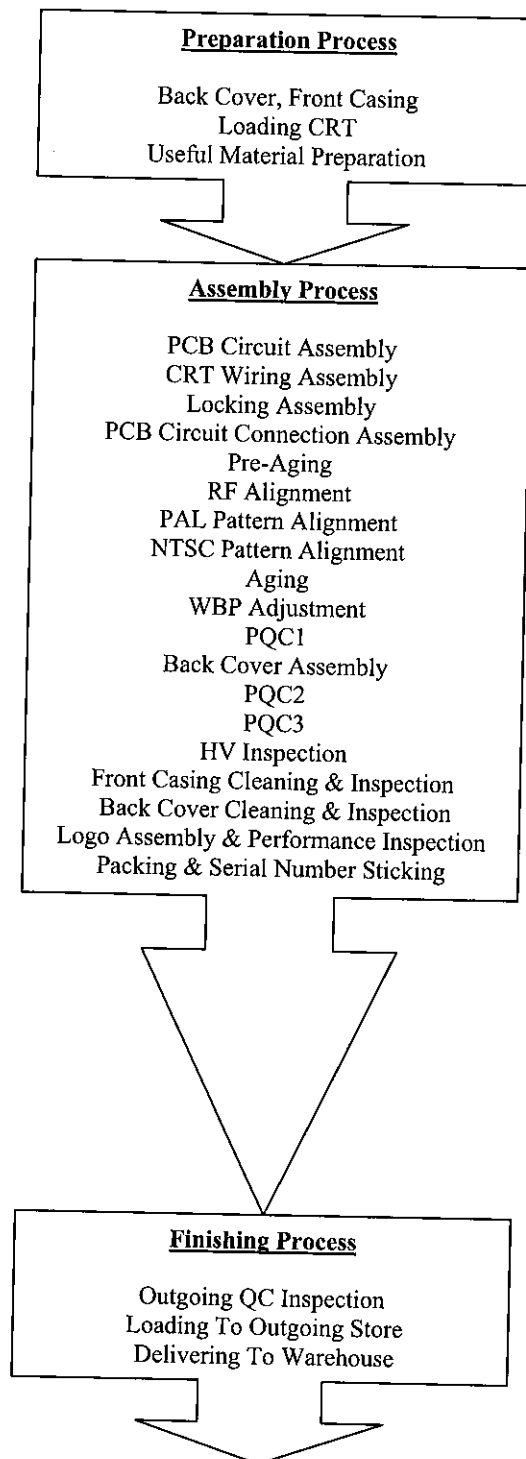 Preparation Process
Back Cover, Front Casing
Loading CRT
Useful Material Preparation
Assembly Process
PCB Circuit Assembly
CRT Wiring Assembly
Locking Assembly
PCB Circuit Connection Assembly
Pre-Aging
RF Alignment
PAL Pattern Alignment
NTSC Pattern Alignment
Aging
WBP Adjustment
PQC1
Back Cover Assembly
PQC2
PQC3
HV Inspection
Front Casing Cleaning & Inspection
Back Cover Cleaning & Inspection
Logo Assembly & Performance Inspection
Packing & Serial Number Sticking
Finishing Process
Outgoing QC Inspection
Loading To Outgoing Store
Delivering To Warehouse